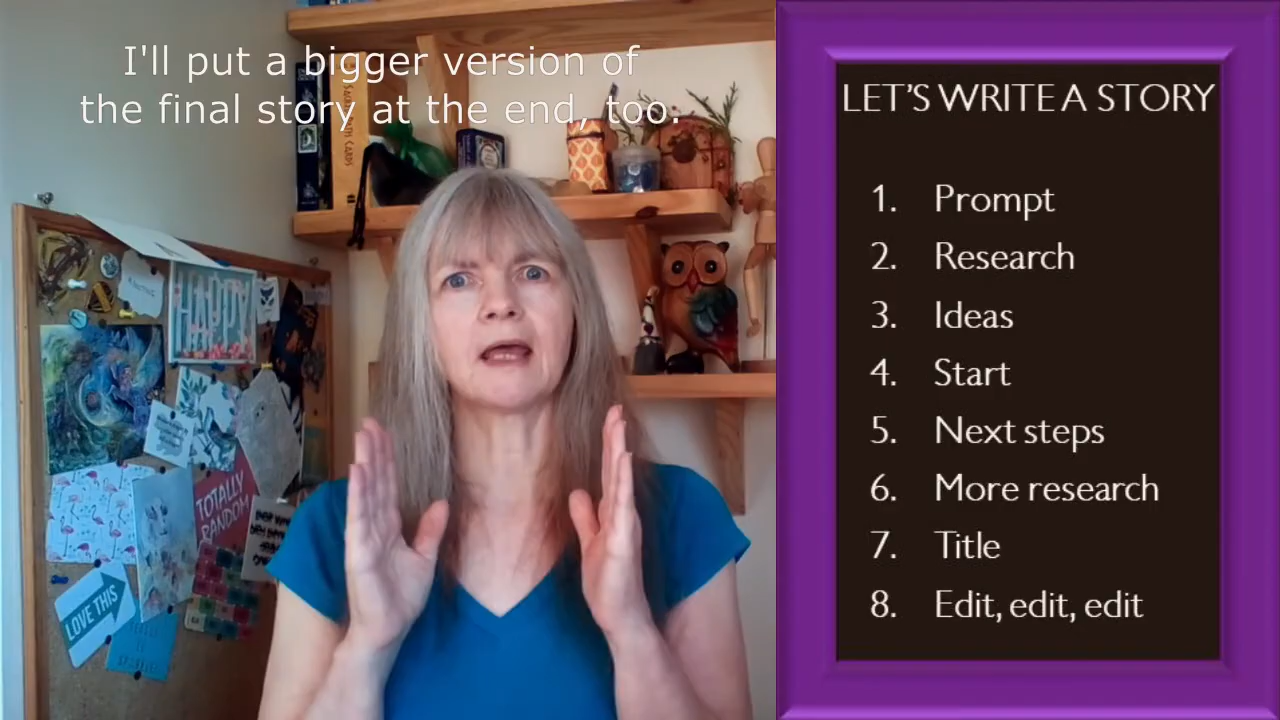 I'll put a bigger version of
the final story at the end, too.
LET'S WRITE A STORY
1. Prompt
2. Research
3. Ideas
4. Start
5. Next steps
6. More research
7. Title
8. Edit, edit, edit
HAPPY
TOTALLY
RANDOM
LOVE THIS